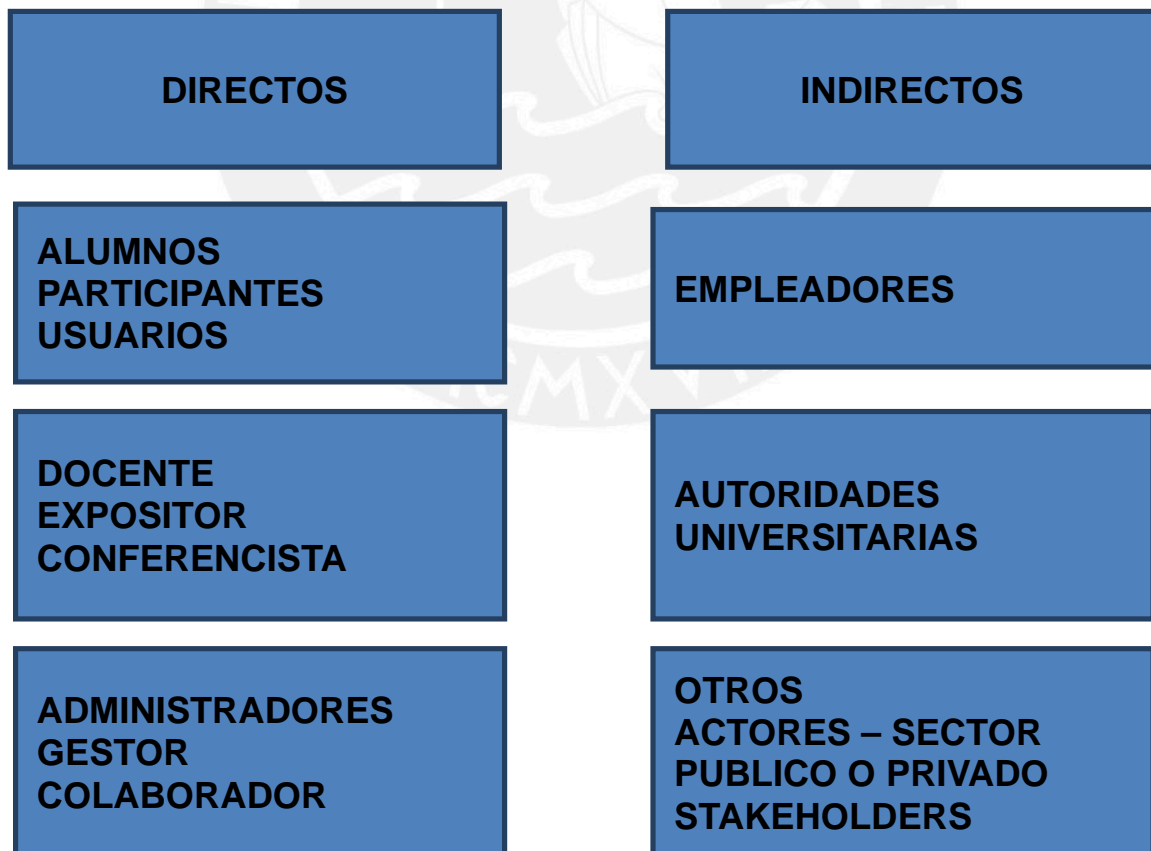 DIRECTOS
INDIRECTOS
ALUMNOS
PARTICIPANTES
USUARIOS
EMPLEADORES
DOCENTE
EXPOSITOR
CONFERENCISTA
AUTORIDADES
UNIVERSITARIAS
ADMINISTRADORES
GESTOR
COLABORADOR
OTROS
ACTORES – SECTOR
PUBLICO O PRIVADO
STAKEHOLDERS